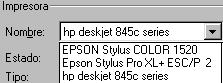 Impresora
Nombre: hp deskjet 845c series
EPSON Stylus COLOR 1520
Estado: Epson Stylus Pro XL+ ESC/P 2
Tipo: hp deskjet 845c series